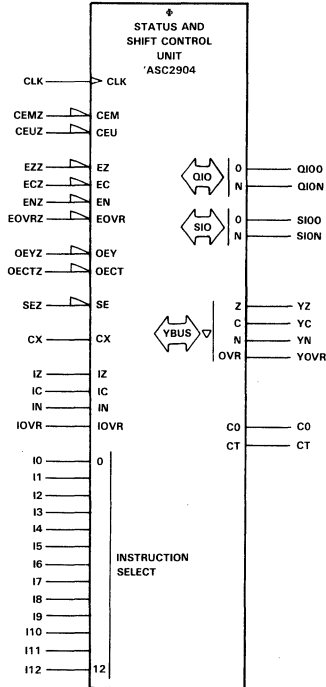 Φ
STATUS AND
SHIFT CONTROL
UNIT
'ASC2904
CLK CLK
CEMZ CEM
CEUZ CEU
EZZ EZ
ECZ EC
ENZ EN
EOVRZ EOVR
OEYZ OEY
OECTZ OECT
SEZ SE
CX CX
IZ IZ
IC IC
IN IN
IOVR IOVR
I0 0
I1
I2
I3
I4
I5
I6
I7
I8
I9
I10
I11
I12 12
INSTRUCTION
SELECT
QIO
0 QIO0
N QION
SIO
0 SIO0
N SION
YBUS
Z YZ
C YC
N YN
OVR YOVR
C0 C0
CT CT